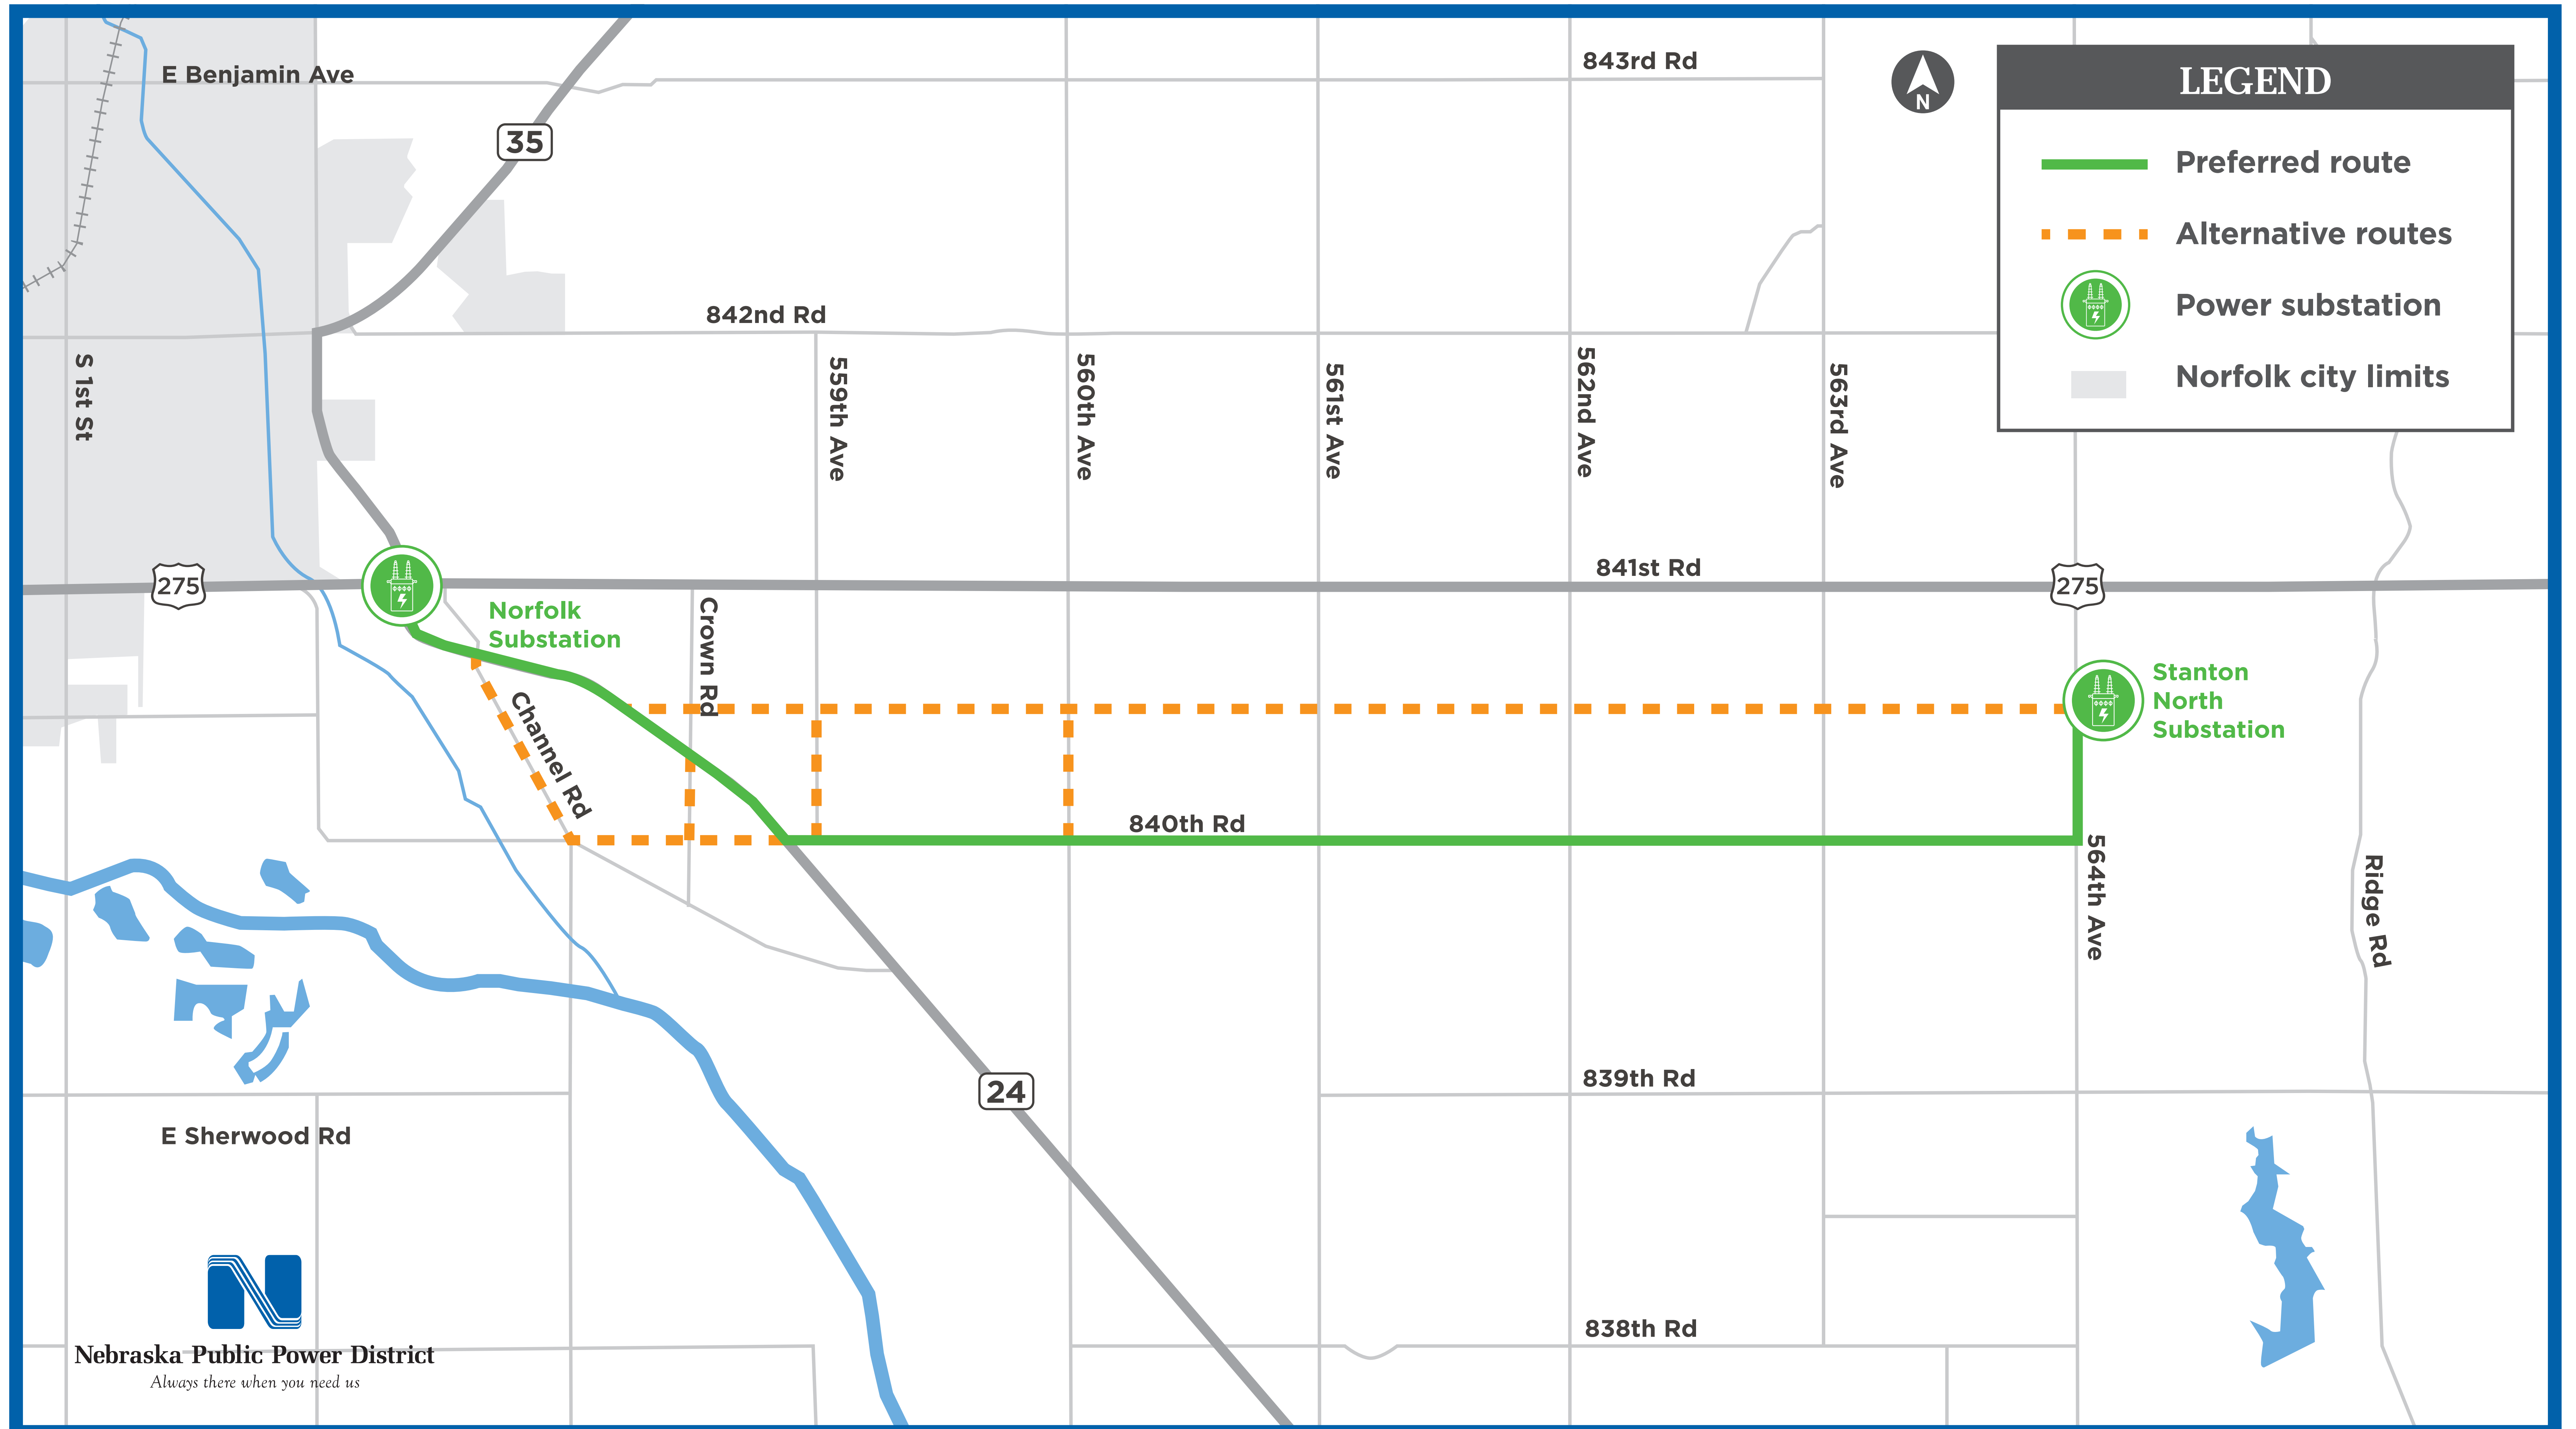 E Benjamin Ave
843rd Rd
N
LEGEND
Preferred route
Alternative routes
Power substation
Norfolk city limits
35
842nd Rd
S 1st St
559th Ave
560th Ave
561st Ave
562nd Ave
563rd Ave
841st Rd
275
275
Norfolk
Substation
Crown Rd
Channel Rd
Stanton
North
Substation
840th Rd
564th Ave
Ridge Rd
24
839th Rd
E Sherwood Rd
838th Rd
Nebraska Public Power District
Always there when you need us